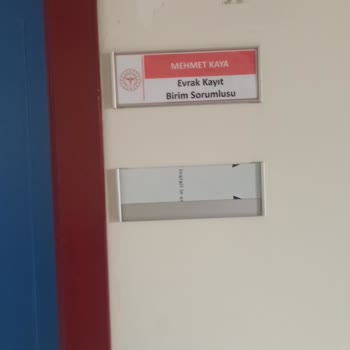 MEHMET KAYA
Evrak Kayıt
Birim Sorumlusu